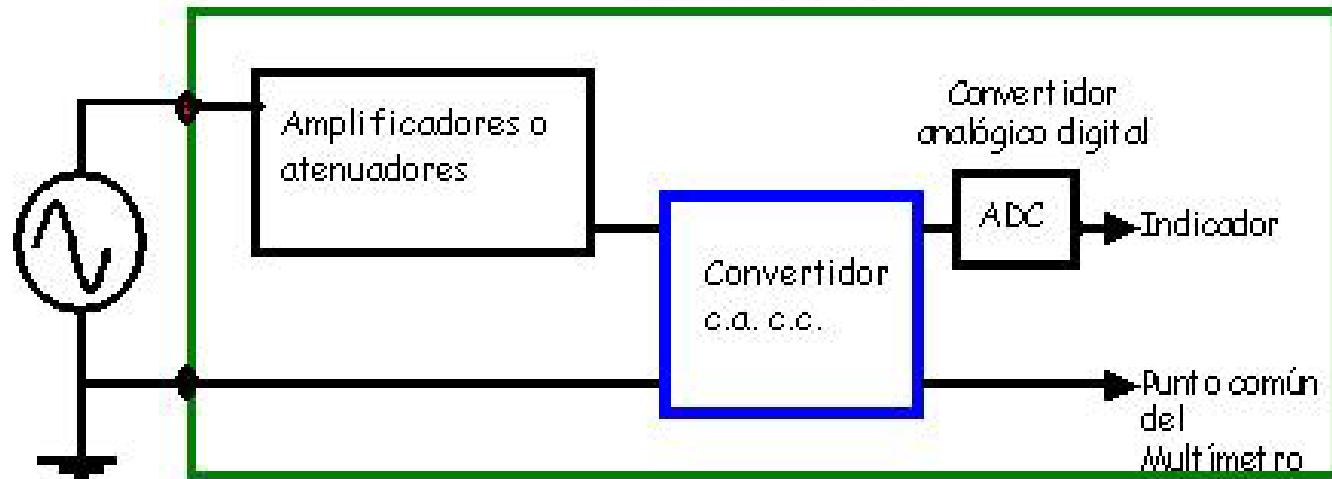 Amplificadores o
atenuadores
Convertidor
analógico digital
ADC
Indicador
Convertidor
c.a. c.c.
Punto común
del
Multímetro